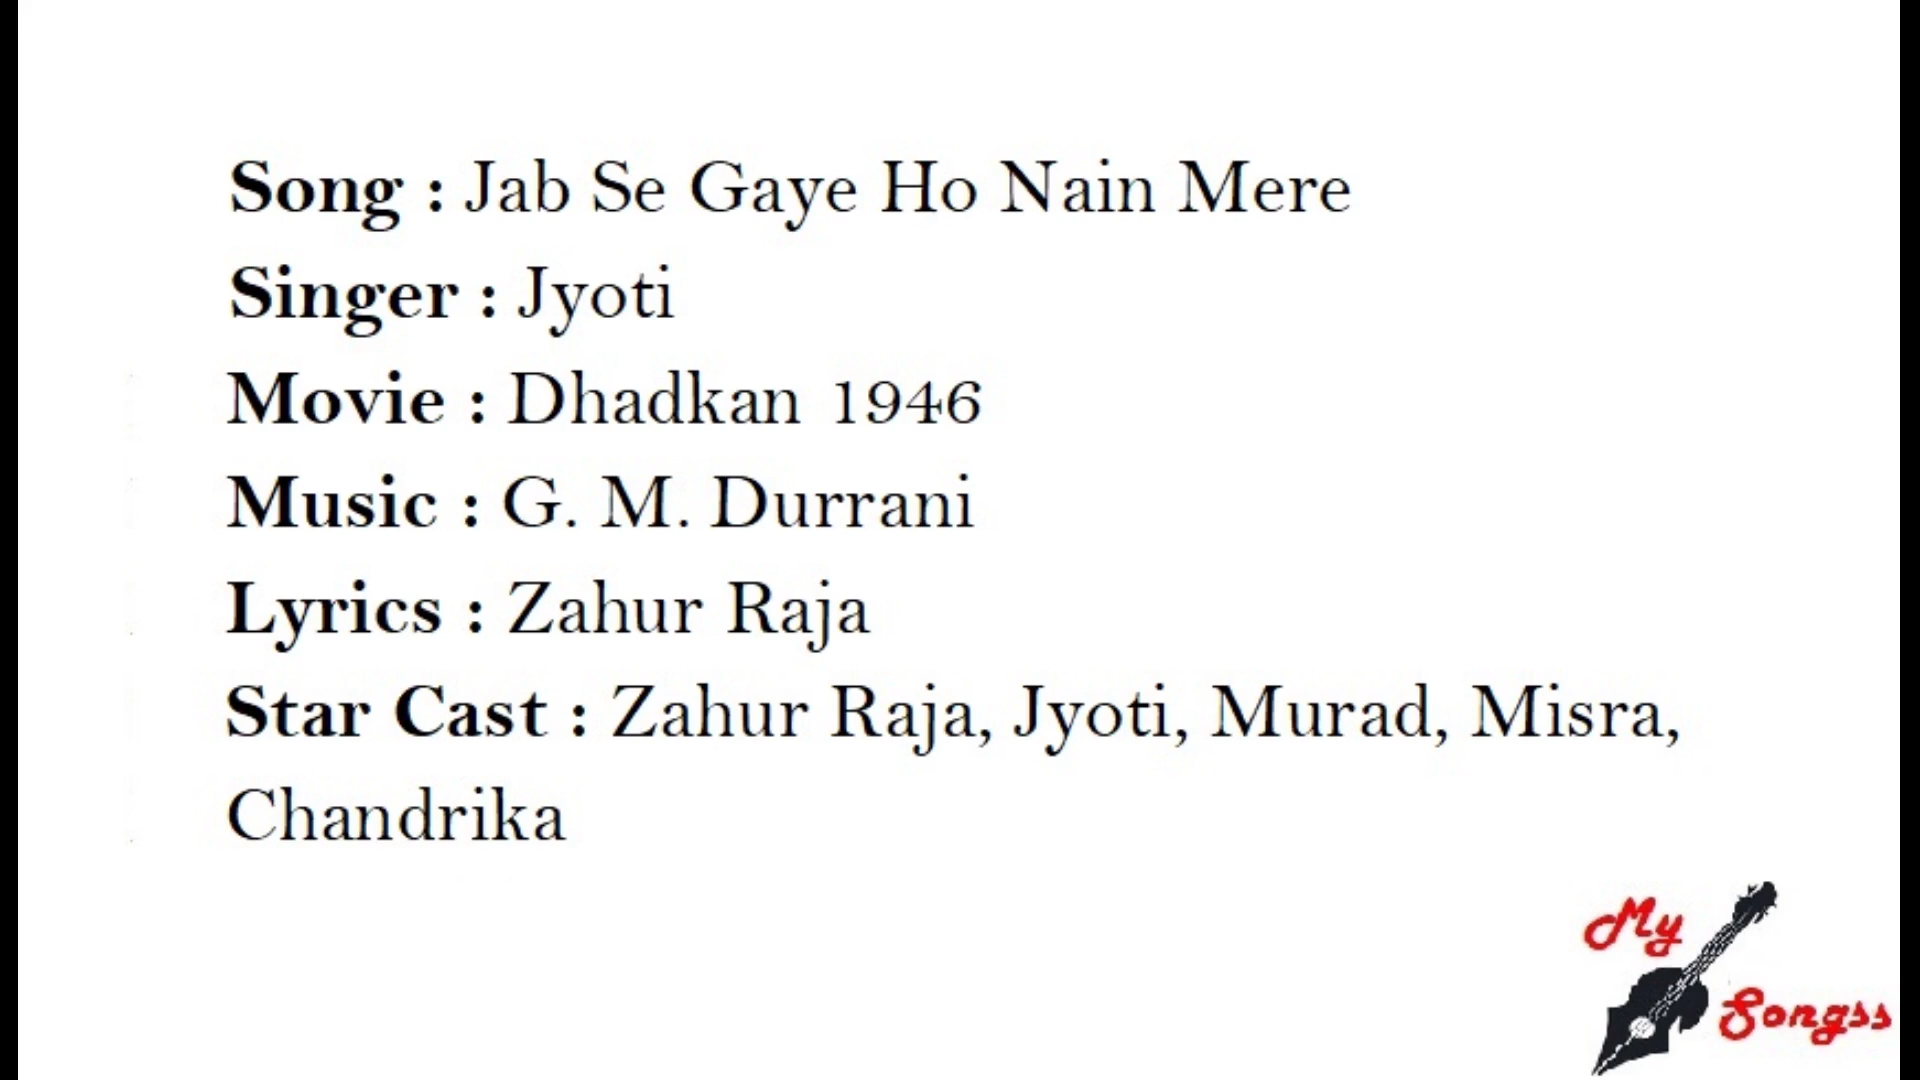 Song : Jab Se Gaye Ho Nain Mere
Singer : Jyoti
Movie : Dhadkan 1946
Music : G. M. Durrani
Lyrics : Zahur Raja
Star Cast : Zahur Raja, Jyoti, Murad, Misra,
Chandrika
My
Songss